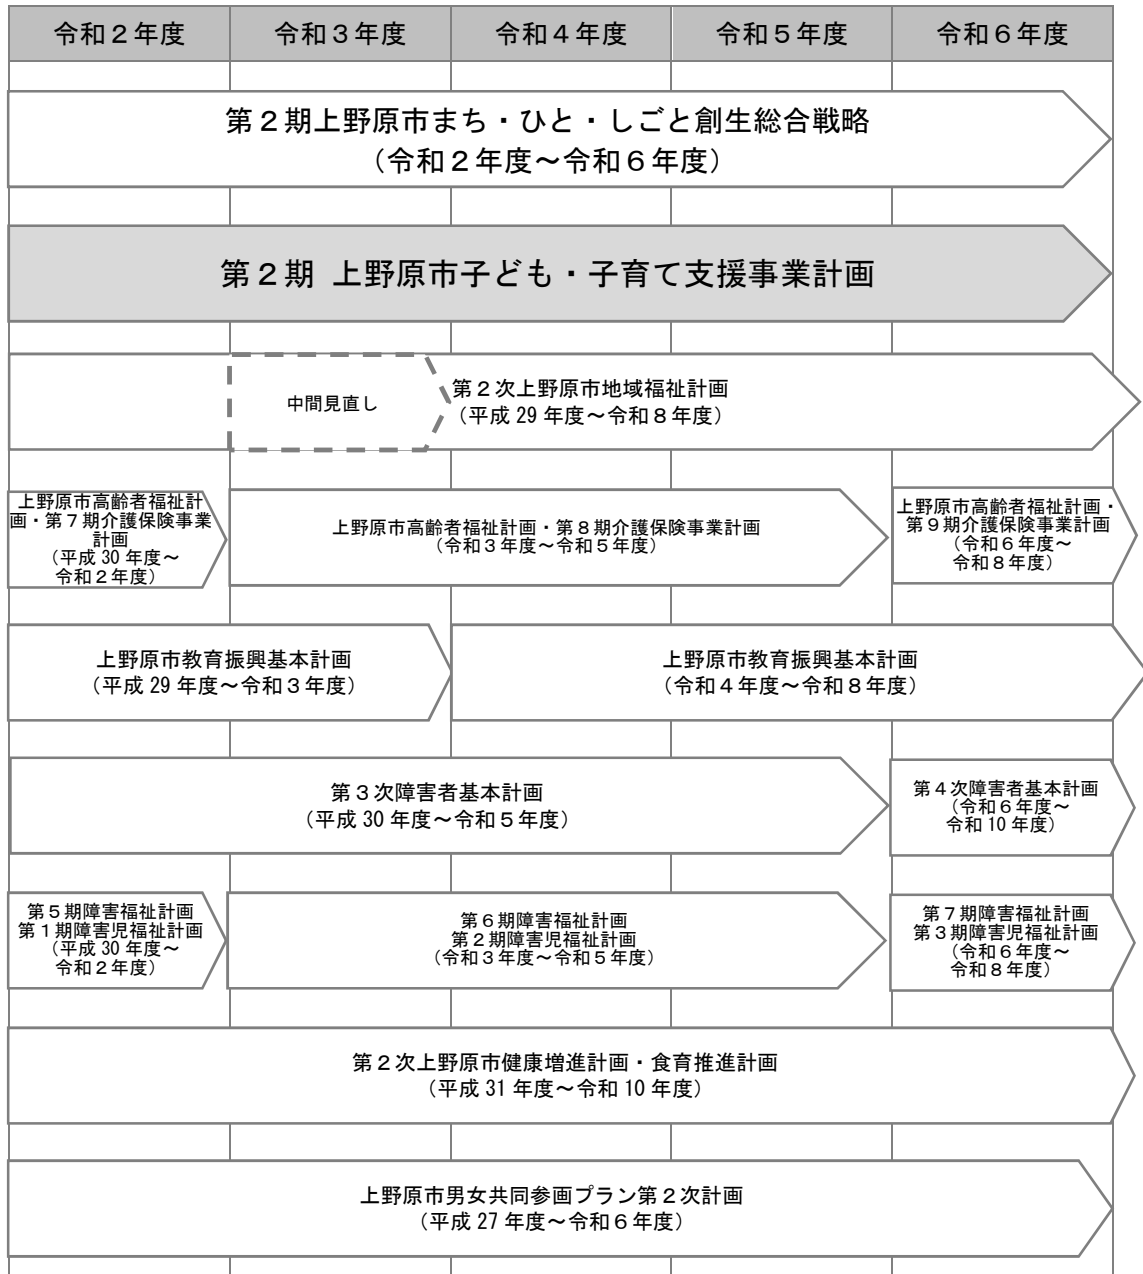 令和２年度
令和３年度
令和４年度
令和５年度
令和６年度
第２期上野原市まち・ひと・しごと創生総合戦略
（令和２年度～令和６年度）
第２期 上野原市子ども・子育て支援事業計画
中間見直し
第２次上野原市地域福祉計画
（平成 29 年度～令和８年度）
上野原市高齢者福祉計
画・第７期介護保険事業
計画
（平成 30 年度～
令和２年度）
上野原市高齢者福祉計画・第８期介護保険事業計画
（令和３年度～令和５年度）
上野原市高齢者福祉計画・
第９期介護保険事業計画
（令和６年度～
令和８年度）
上野原市教育振興基本計画
（平成 29 年度～令和３年度）
上野原市教育振興基本計画
（令和４年度～令和８年度）
第３次障害者基本計画
（平成 30 年度～令和５年度）
第４次障害者基本計画
（令和６年度～
令和 10 年度）
第５期障害福祉計画
第１期障害児福祉計画
（平成 30 年度～
令和２年度）
第６期障害福祉計画
第２期障害児福祉計画
（令和３年度～令和５年度）
第７期障害福祉計画
第３期障害児福祉計画
（令和６年度～
令和８年度）
第２次上野原市健康増進計画・食育推進計画
（平成 31 年度～令和 10 年度）
上野原市男女共同参画プラン第２次計画
（平成 27 年度～令和６年度）